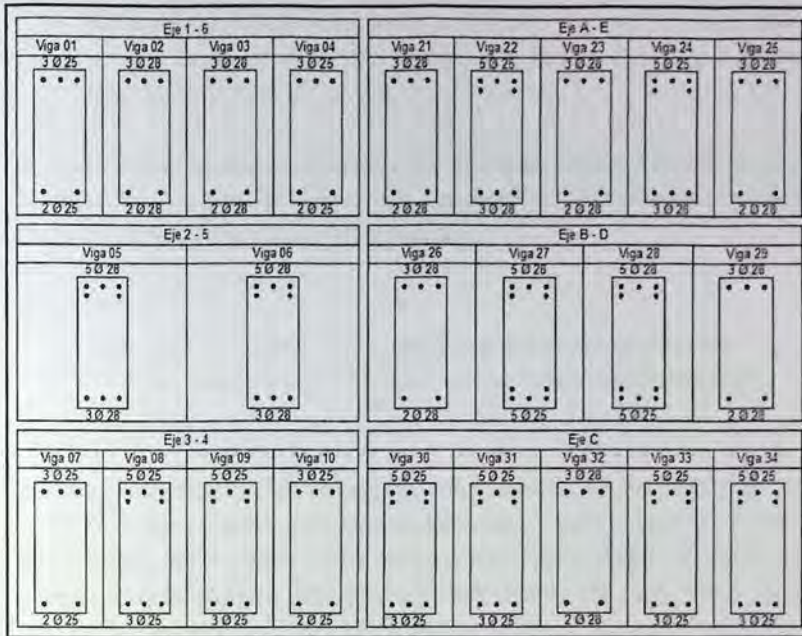 Eje 1 - 6
Viga 01 Viga 02 Viga 03 Viga 04
3 Ø 25 3 Ø 28 3 Ø 28 3 Ø 25
2 Ø 25 2 Ø 28 2 Ø 28 2 Ø 25
Eje A - E
Viga 21 Viga 22 Viga 23 Viga 24 Viga 25
3 Ø 28 5 Ø 25 3 Ø 28 5 Ø 25 3 Ø 28
2 Ø 28 3 Ø 28 2 Ø 28 3 Ø 28 2 Ø 28
Eje 2 - 5
Viga 05 Viga 06
5 Ø 28 5 Ø 28
3 Ø 28 3 Ø 28
Eje B - D
Viga 26 Viga 27 Viga 28 Viga 29
3 Ø 28 5 Ø 28 5 Ø 28 3 Ø 28
2 Ø 28 5 Ø 25 5 Ø 25 2 Ø 28
Eje 3 - 4
Viga 07 Viga 08 Viga 09 Viga 10
3 Ø 25 5 Ø 25 5 Ø 25 3 Ø 25
2 Ø 25 3 Ø 25 3 Ø 25 2 Ø 25
Eje C
Viga 30 Viga 31 Viga 32 Viga 33 Viga 34
5 Ø 25 5 Ø 25 3 Ø 28 5 Ø 25 5 Ø 25
3 Ø 25 3 Ø 25 2 Ø 28 3 Ø 25 3 Ø 25